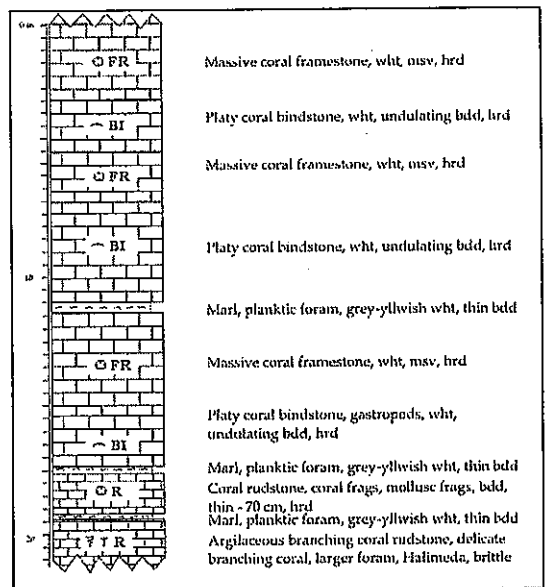 FR
Massive coral framestone, wht, msv, hrd
BI
Platy coral bindstone, wht, undulating bdd, hrd
FR
Massive coral framestone, wht, msv, hrd
BI
Platy coral bindstone, wht, undulating bdd, hrd
Marl, planktic foram, grey-yllwish wht, thin bdd
FR
Massive coral framestone, wht, msv, hrd
Platy coral bindstone, gastropods, wht,
BI
undulating bdd, hrd
Marl, planktic foram, grey-yllwish wht, thin bdd
R
Coral rudstone, coral frags, mollusc frags, bdd,
thin - 70 cm, hrd
Marl, planktic foram, grey-yllwish wht, thin bdd
R
Argilaceous branching coral rudstone, delicate
branching coral, larger foram, Halimeda, brittle